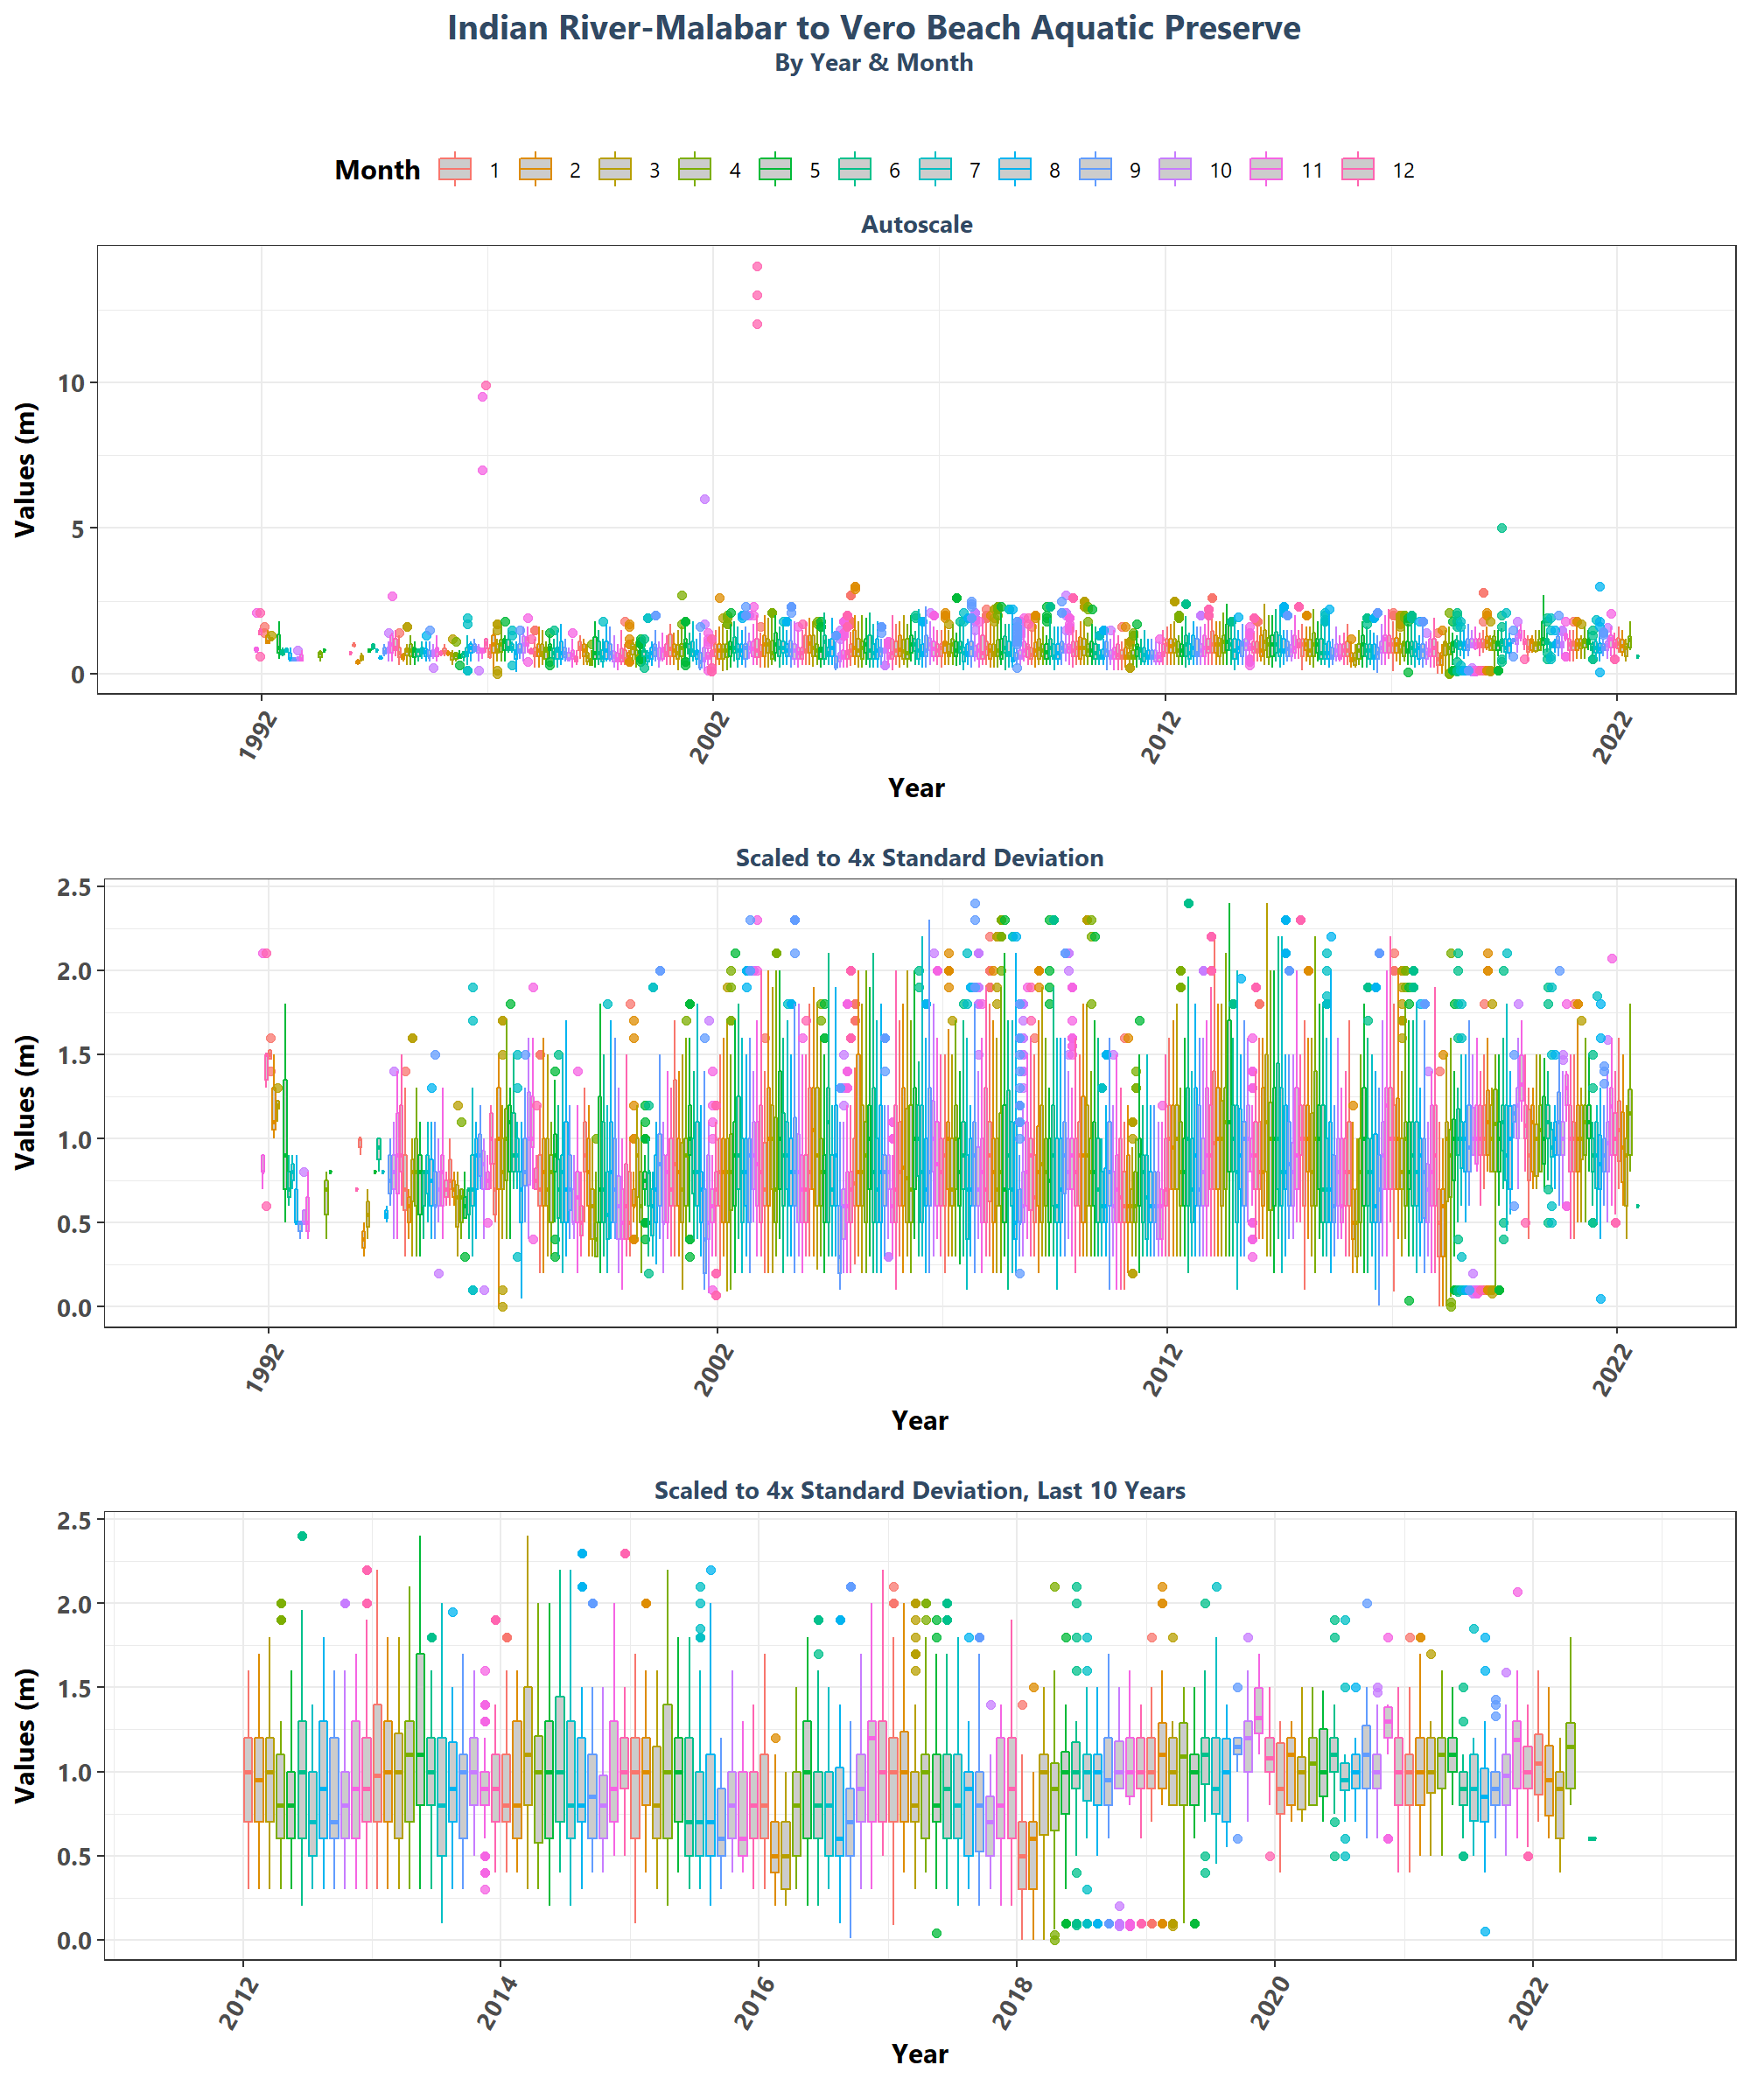 Indian River-Malabar to Vero Beach Aquatic Preserve
By Year & Month
Month 1 2 3 4 5 6 7 8 9 10 11 12
Autoscale
Values (m)
10
5
0
1992 2002 2012 2022
Year
Scaled to 4x Standard Deviation
Values (m)
2.5
2.0
1.5
1.0
0.5
0.0
1992 2002 2012 2022
Year
Scaled to 4x Standard Deviation, Last 10 Years
Values (m)
2.5
2.0
1.5
1.0
0.5
0.0
2012 2014 2016 2018 2020 2022
Year